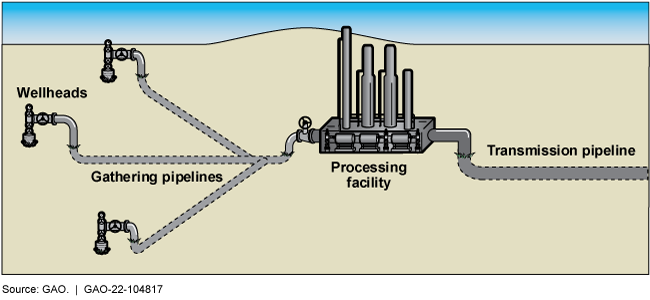 Wellheads
Gathering pipelines
Processing
facility
Transmission pipeline
Source: GAO. | GAO-22-104817